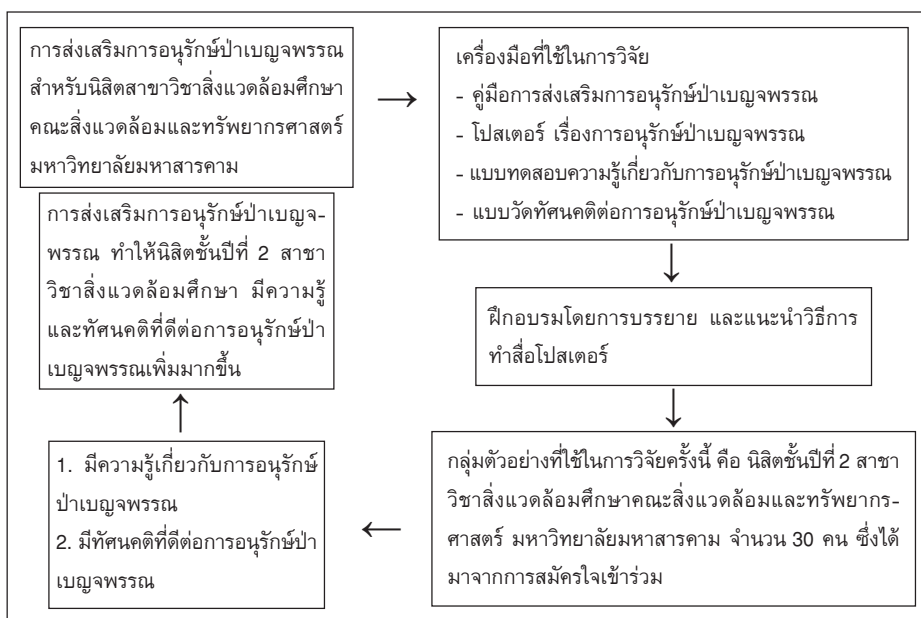 การส่งเสริมการอนุรักษ์ป่าเบญจพรรณ
สำหรับนิสิตสาขาวิชาสิ่งแวดล้อมศึกษา
คณะสิ่งแวดล้อมและทรัพยากรศาสตร์
มหาวิทยาลัยมหาสารคาม
เครื่องมือที่ใช้ในการวิจัย
- คู่มือการส่งเสริมการอนุรักษ์ป่าเบญจพรรณ
- โปสเตอร์ เรื่องการอนุรักษ์ป่าเบญจพรรณ
- แบบทดสอบความรู้เกี่ยวกับการอนุรักษ์ป่าเบญจพรรณ
- แบบวัดทัศนคติต่อการอนุรักษ์ป่าเบญจพรรณ
ฝึกอบรมโดยการบรรยาย และแนะนำวิธีการ
ทำสื่อโปสเตอร์
กลุ่มตัวอย่างที่ใช้ในการวิจัยครั้งนี้ คือ นิสิตชั้นปีที่ 2 สาขา
วิชาสิ่งแวดล้อมศึกษาคณะสิ่งแวดล้อมและทรัพยากร-
ศาสตร์ มหาวิทยาลัยมหาสารคาม จำนวน 30 คน ซึ่งได้
มาจากการสมัครใจเข้าร่วม
1. มีความรู้เกี่ยวกับการอนุรักษ์
ป่าเบญจพรรณ
2. มีทัศนคติที่ดีต่อการอนุรักษ์ป่า
เบญจพรรณ
การส่งเสริมการอนุรักษ์ป่าเบญจ-
พรรณ ทำให้นิสิตชั้นปีที่ 2 สาขา
วิชาสิ่งแวดล้อมศึกษา มีความรู้
และทัศนคติที่ดีต่อการอนุรักษ์ป่า
เบญจพรรณเพิ่มมากขึ้น